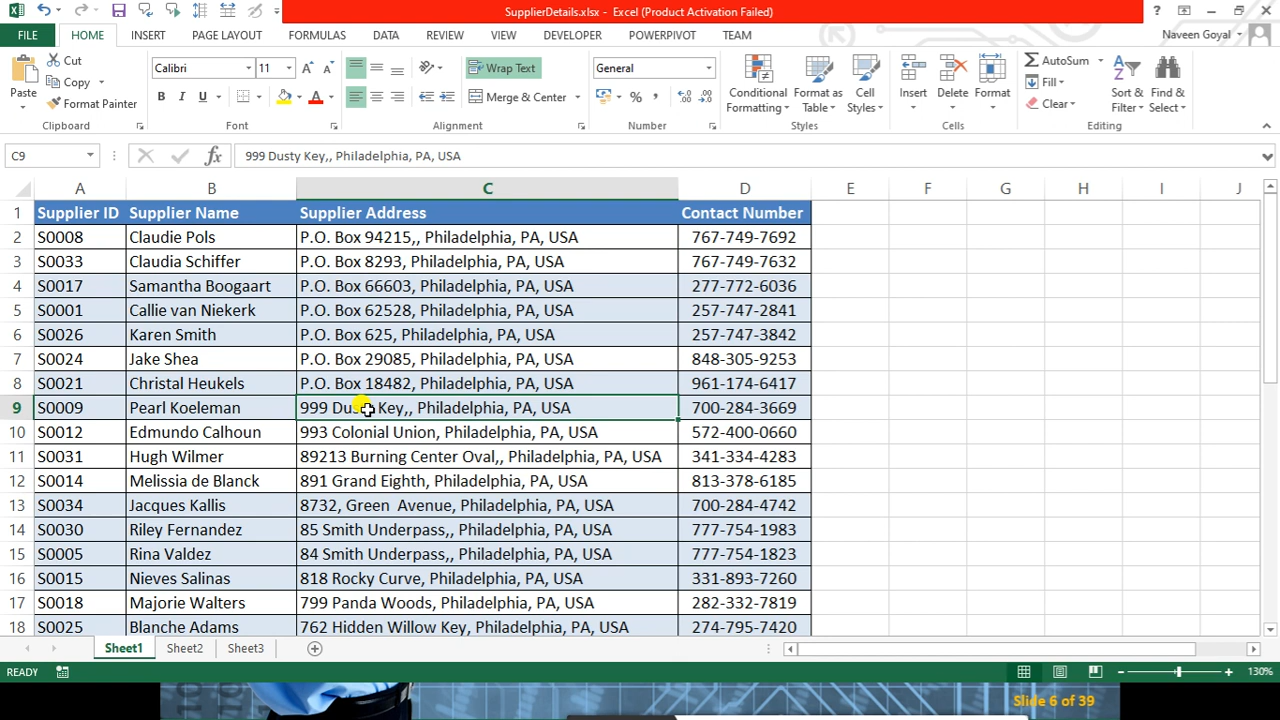 SupplierDetails.xlsx - Excel (Product Activation Failed)
FILE HOME INSERT PAGE LAYOUT FORMULAS DATA REVIEW VIEW DEVELOPER POWERPIVOT TEAM Naveen Goyal
Paste
Cut
Copy
Format Painter
Clipboard
Calibri 11
B I U
Font
Wrap Text
Merge & Center
Alignment
General
% ,
Number
Conditional Formatting
Format as Table
Cell Styles
Styles
Insert Delete Format
Cells
AutoSum
Fill
Clear
Sort & Filter
Find & Select
Editing
C9 fx 999 Dusty Key,, Philadelphia, PA, USA
A B C D E F G H I J
1 Supplier ID Supplier Name Supplier Address Contact Number
2 S0008 Claudie Pols P.O. Box 94215,, Philadelphia, PA, USA 767-749-7692
3 S0033 Claudia Schiffer P.O. Box 8293, Philadelphia, PA, USA 767-749-7632
4 S0017 Samantha Boogaart P.O. Box 66603, Philadelphia, PA, USA 277-772-6036
5 S0001 Callie van Niekerk P.O. Box 62528, Philadelphia, PA, USA 257-747-2841
6 S0026 Karen Smith P.O. Box 625, Philadelphia, PA, USA 257-747-3842
7 S0024 Jake Shea P.O. Box 29085, Philadelphia, PA, USA 848-305-9253
8 S0021 Christal Heukels P.O. Box 18482, Philadelphia, PA, USA 961-174-6417
9 S0009 Pearl Koeleman 999 Dusty Key,, Philadelphia, PA, USA 700-284-3669
10 S0012 Edmundo Calhoun 993 Colonial Union, Philadelphia, PA, USA 572-400-0660
11 S0031 Hugh Wilmer 89213 Burning Center Oval,, Philadelphia, PA, USA 341-334-4283
12 S0014 Melissia de Blanck 891 Grand Eighth, Philadelphia, PA, USA 813-378-6185
13 S0034 Jacques Kallis 8732, Green  Avenue, Philadelphia, PA, USA 700-284-4742
14 S0030 Riley Fernandez 85 Smith Underpass,, Philadelphia, PA, USA 777-754-1983
15 S0005 Rina Valdez 84 Smith Underpass,, Philadelphia, PA, USA 777-754-1823
16 S0015 Nieves Salinas 818 Rocky Curve, Philadelphia, PA, USA 331-893-7260
17 S0018 Majorie Walters 799 Panda Woods, Philadelphia, PA, USA 282-332-7819
18 S0025 Blanche Adams 762 Hidden Willow Key, Philadelphia, PA, USA 274-795-7420
Sheet1 Sheet2 Sheet3
READY 130%
Slide 6 of 39